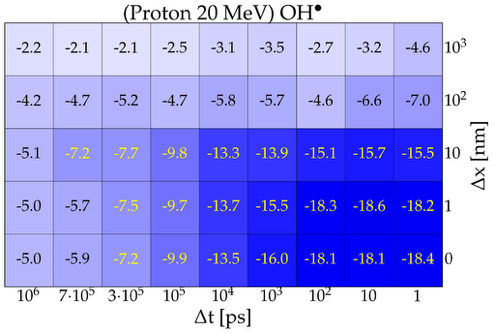 (Proton 20 MeV) OH•
-2.2 -2.1 -2.1 -2.5 -3.1 -3.5 -2.7 -3.2 -4.6 10³
-4.2 -4.7 -5.2 -4.7 -5.8 -5.7 -4.6 -6.6 -7.0 10²
-5.1 -7.2 -7.7 -9.8 -13.3 -13.9 -15.1 -15.7 -15.5 10
-5.0 -5.7 -7.5 -9.7 -13.7 -15.5 -18.3 -18.6 -18.2 1
-5.0 -5.9 -7.2 -9.9 -13.5 -16.0 -18.1 -18.1 -18.4 0
Δx [nm]
10⁶ 7·10⁵ 3·10⁵ 10⁵ 10⁴ 10³ 10² 10 1
Δt [ps]